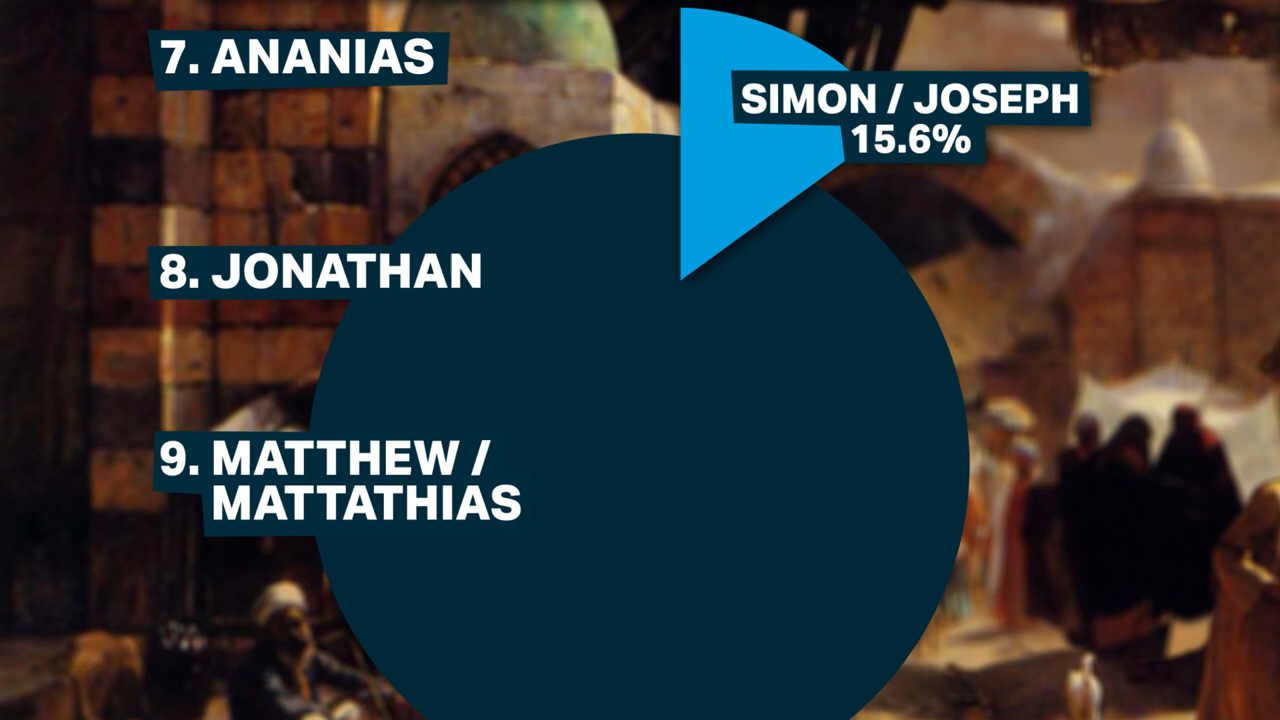 7. ANANIAS
SIMON / JOSEPH
15.6%
8. JONATHAN
9. MATTHEW /
MATTATHIAS